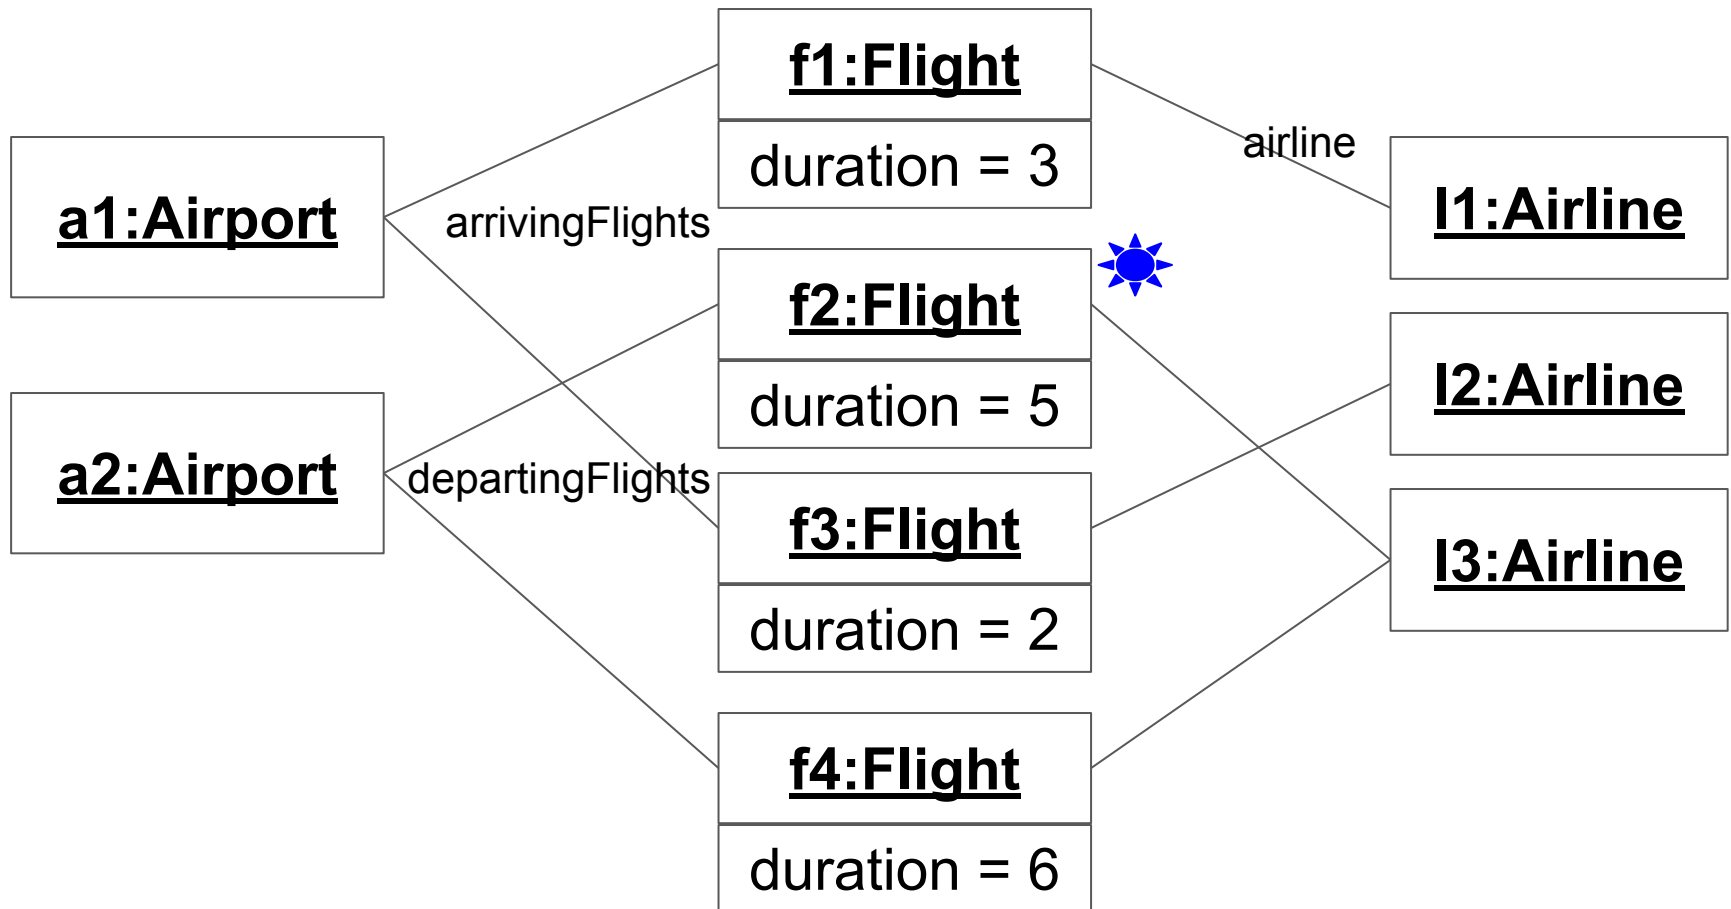 f1:Flight
duration = 3
airline
a1:Airport
arrivingFlights
l1:Airline
f2:Flight
duration = 5
l2:Airline
a2:Airport
departingFlights
f3:Flight
duration = 2
l3:Airline
f4:Flight
duration = 6